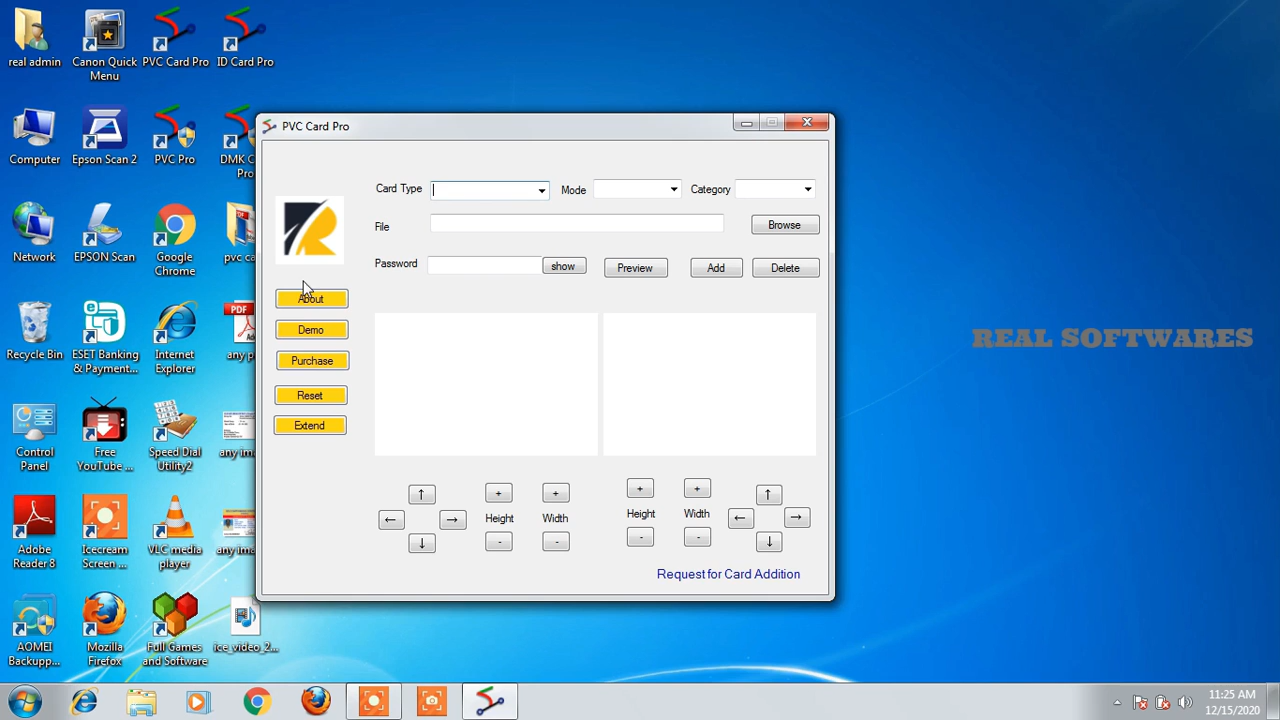 real admin
Canon Quick
Menu
PVC Card Pro
ID Card Pro
Computer
Epson Scan 2
PVC Pro
DMK C
Pro
Network
EPSON Scan
Google
Chrome
pvc ca
Recycle Bin
ESET Banking
& Payment...
Internet
Explorer
PDF
any p
Control
Panel
Free
YouTube ...
Speed Dial
Utility2
any ima
Adobe
Reader 8
Icecream
Screen ...
VLC media
player
any ima
AOMEI
Backupp...
Mozilla
Firefox
Full Games
and Software
ice_video_2...
PVC Card Pro
Card Type
Mode
Category
File
Browse
Password
show
Preview
Add
Delete
About
Demo
Purchase
Reset
Extend
↑
← →
↓
+ +
Height Width
- -
+ +
Height Width
- -
↑
← →
↓
Request for Card Addition
REAL SOFTWARES
11:25 AM
12/15/2020